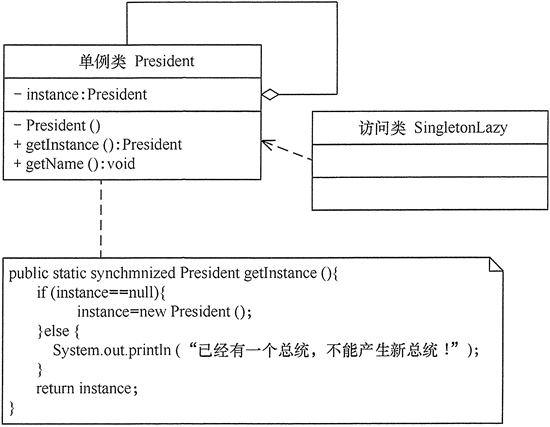 单例类 President
- instance:President
- President()
+ getInstance():President
+ getName():void
访问类 SingletonLazy
public static synchmnized President getInstance(){
if (instance==null){
instance=new President();
}else {
System.out.println(“已经有一个总统，不能产生新总统！”);
}
return instance;
}